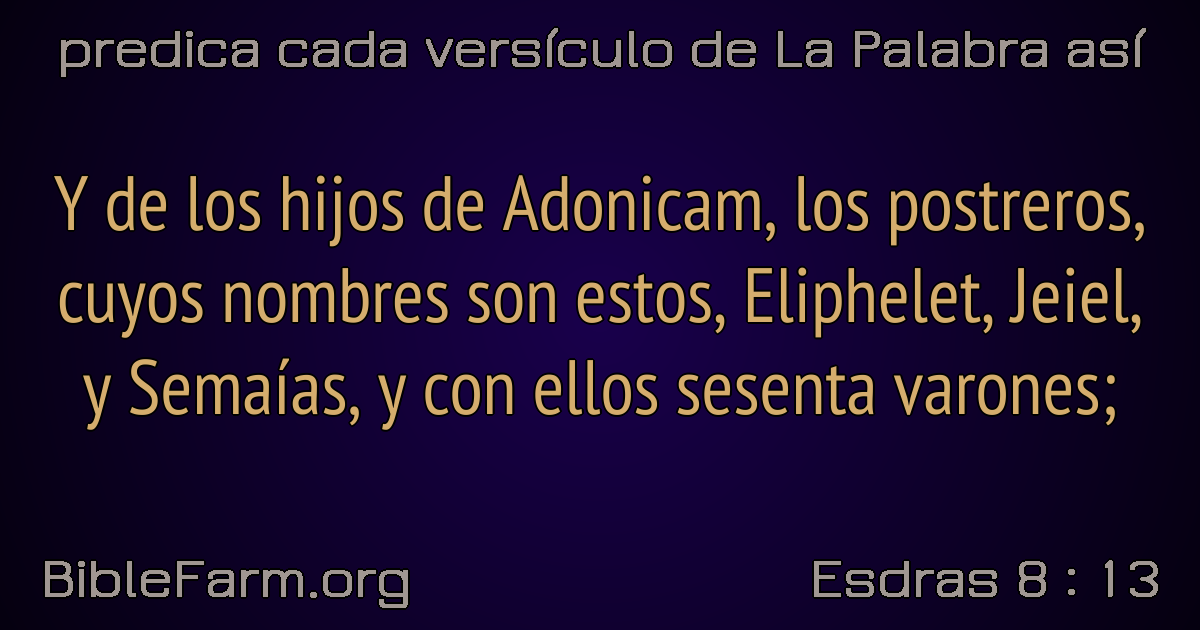 predica cada versículo de La Palabra así
Y de los hijos de Adonicam, los postreros,
cuyos nombres son estos, Eliphelet, Jeiel,
y Semaías, y con ellos sesenta varones;
BibleFarm.org
Esdras 8 : 13